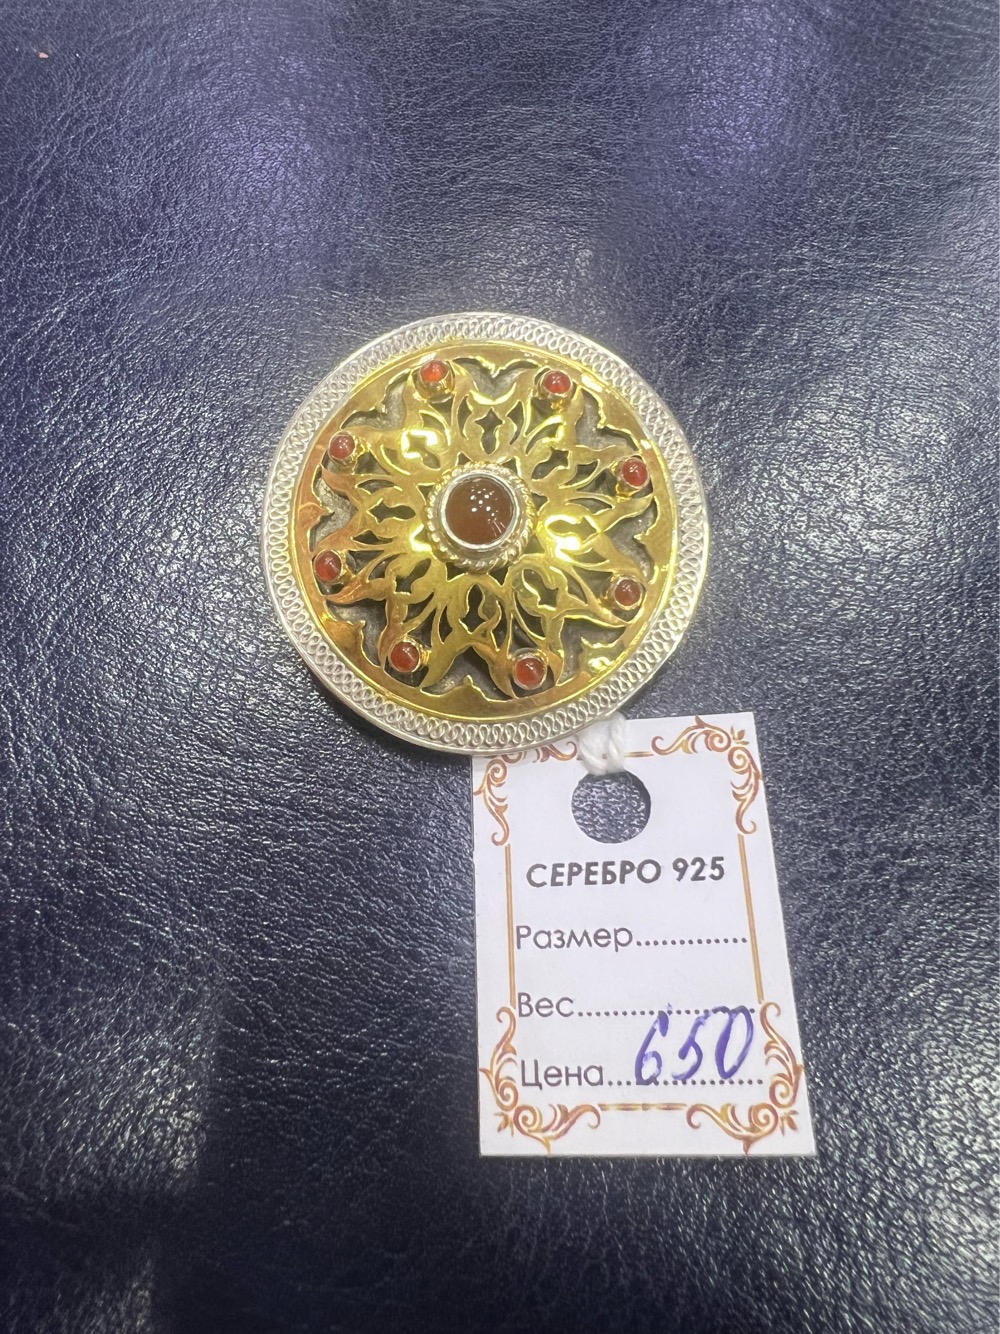 СЕРЕБРО 925
Размер.............
Вес.....................
Цена...650